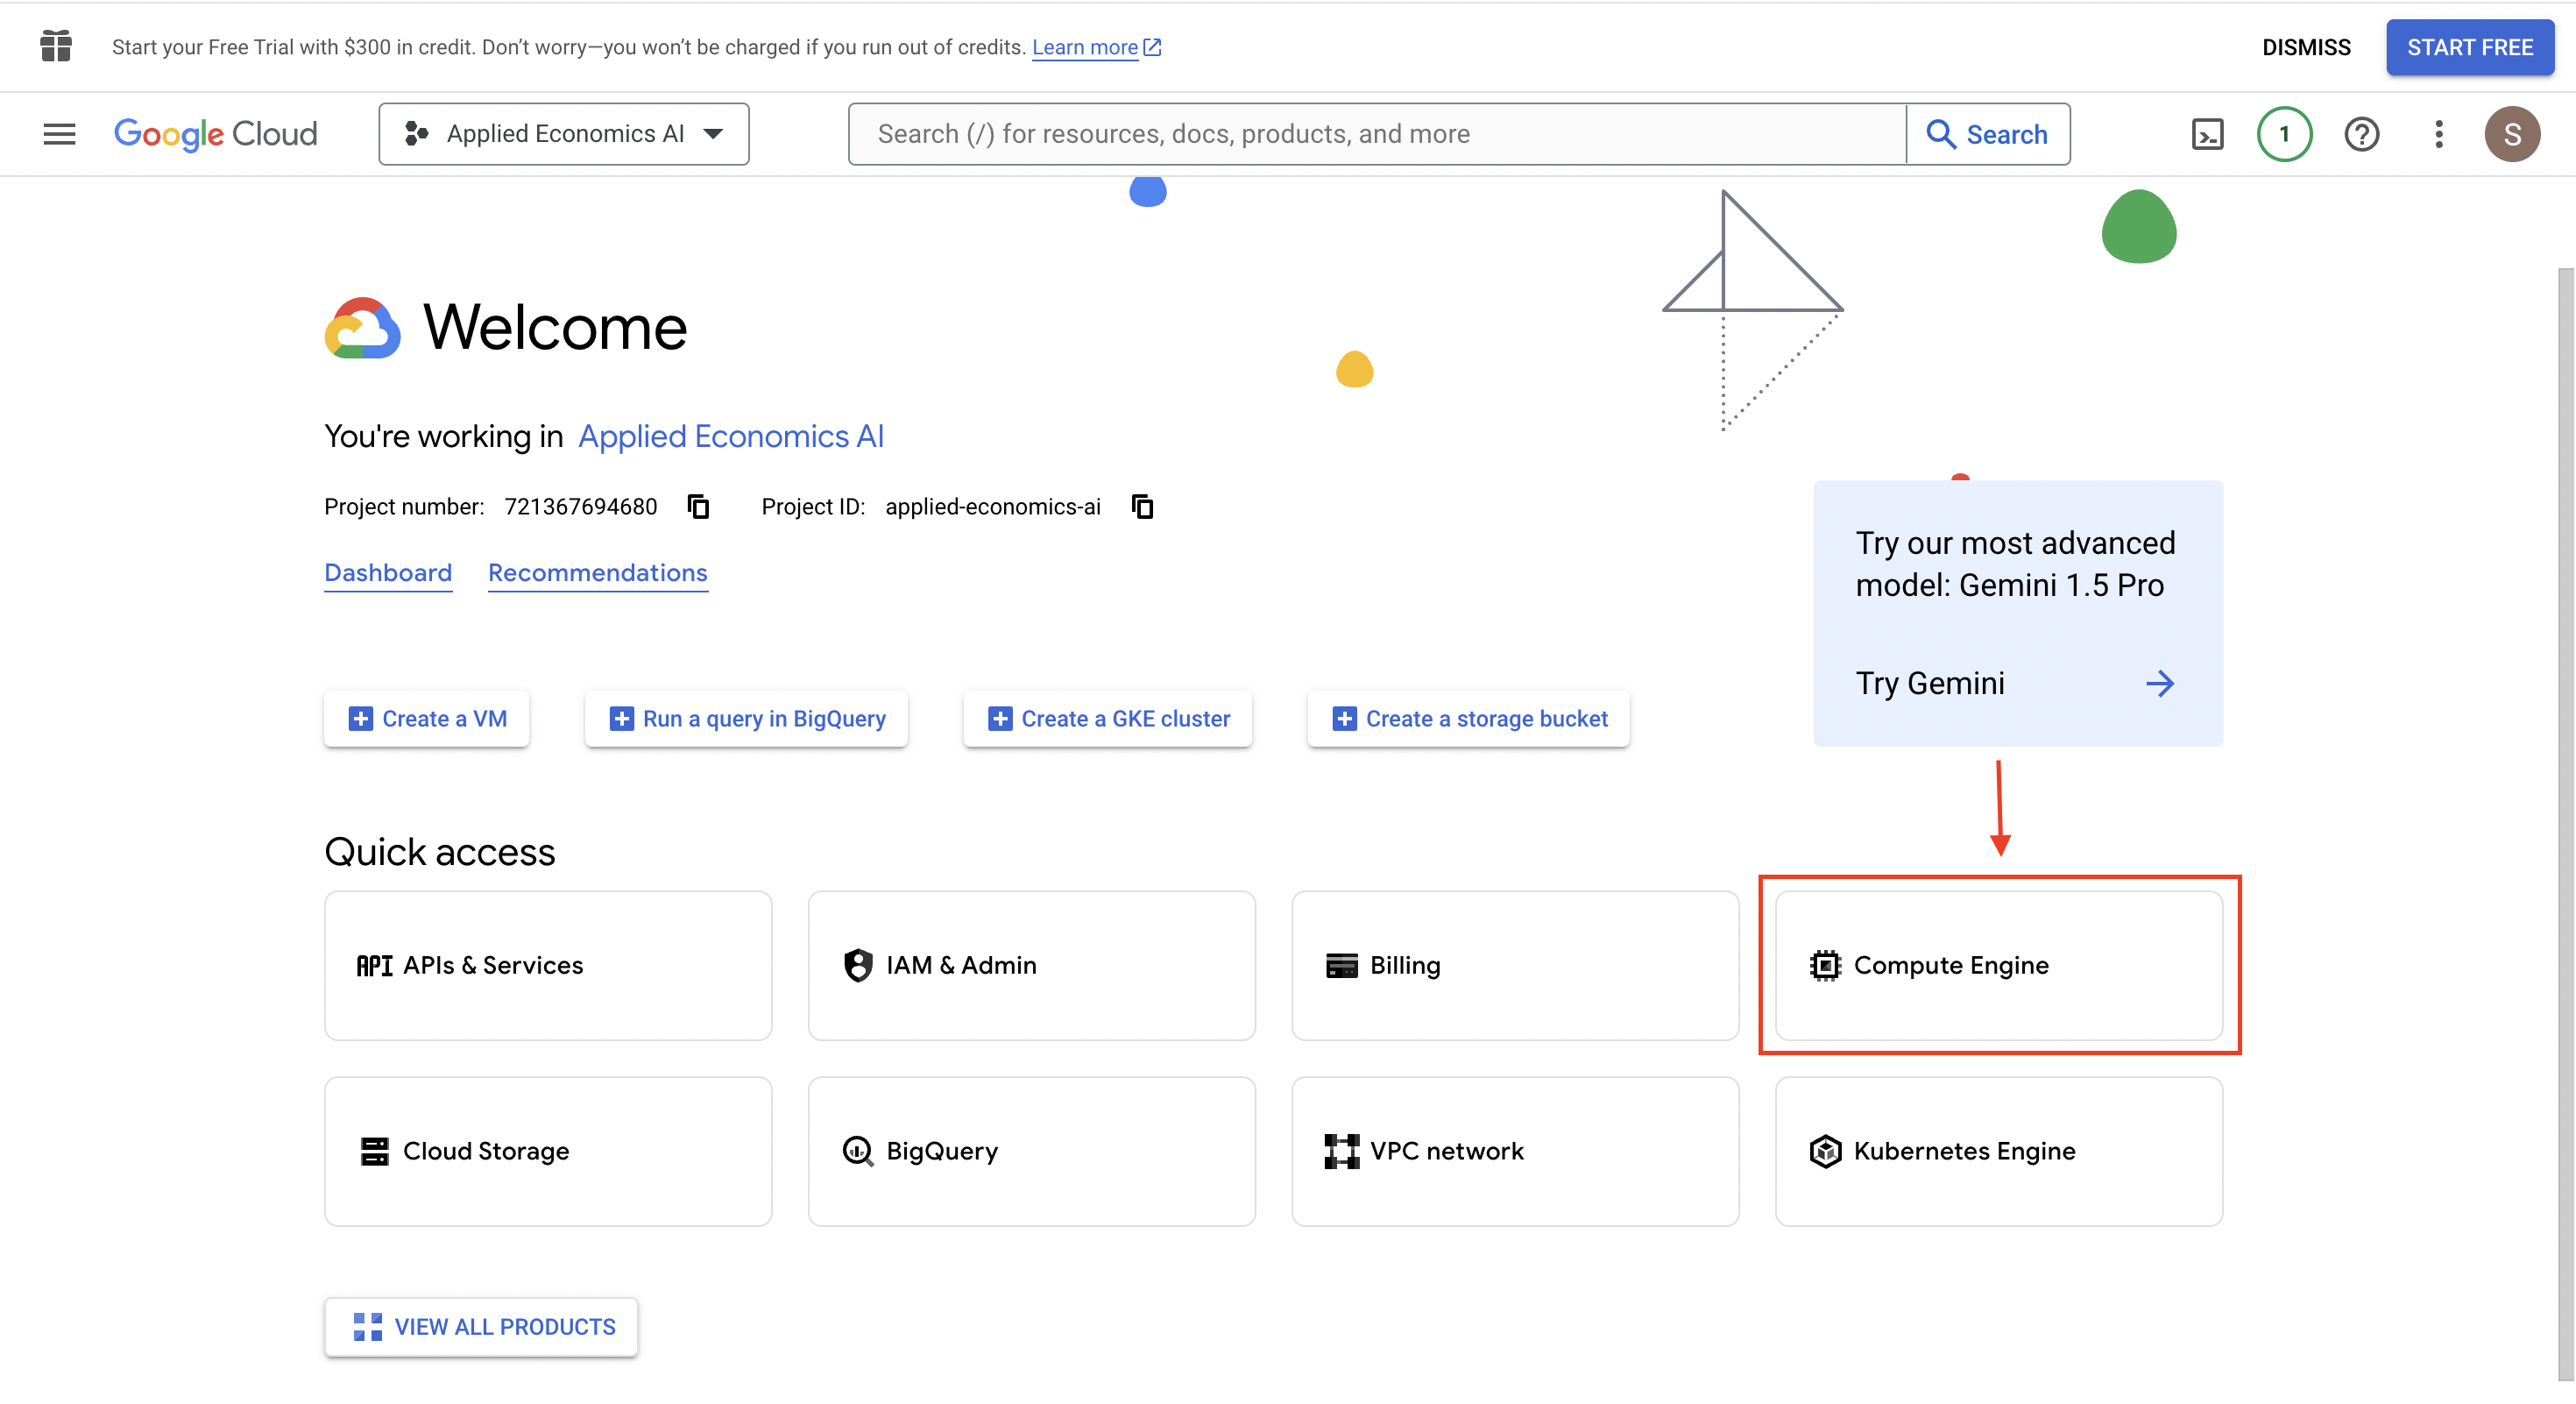 Start your Free Trial with $300 in credit. Don't worry—you won't be charged if you run out of credits. Learn more
DISMISS
START FREE
Google Cloud
Applied Economics AI
Search (/) for resources, docs, products, and more
Search
1
S
Welcome
You're working in Applied Economics AI
Project number: 721367694680 Project ID: applied-economics-ai
Dashboard Recommendations
Try our most advanced
model: Gemini 1.5 Pro
Try Gemini
Create a VM
Run a query in BigQuery
Create a GKE cluster
Create a storage bucket
Quick access
API APIs & Services
IAM & Admin
Billing
Compute Engine
Cloud Storage
BigQuery
VPC network
Kubernetes Engine
VIEW ALL PRODUCTS